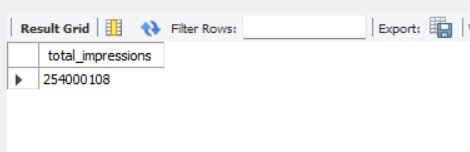 Result Grid Filter Rows: Export:
total_impressions
254000108